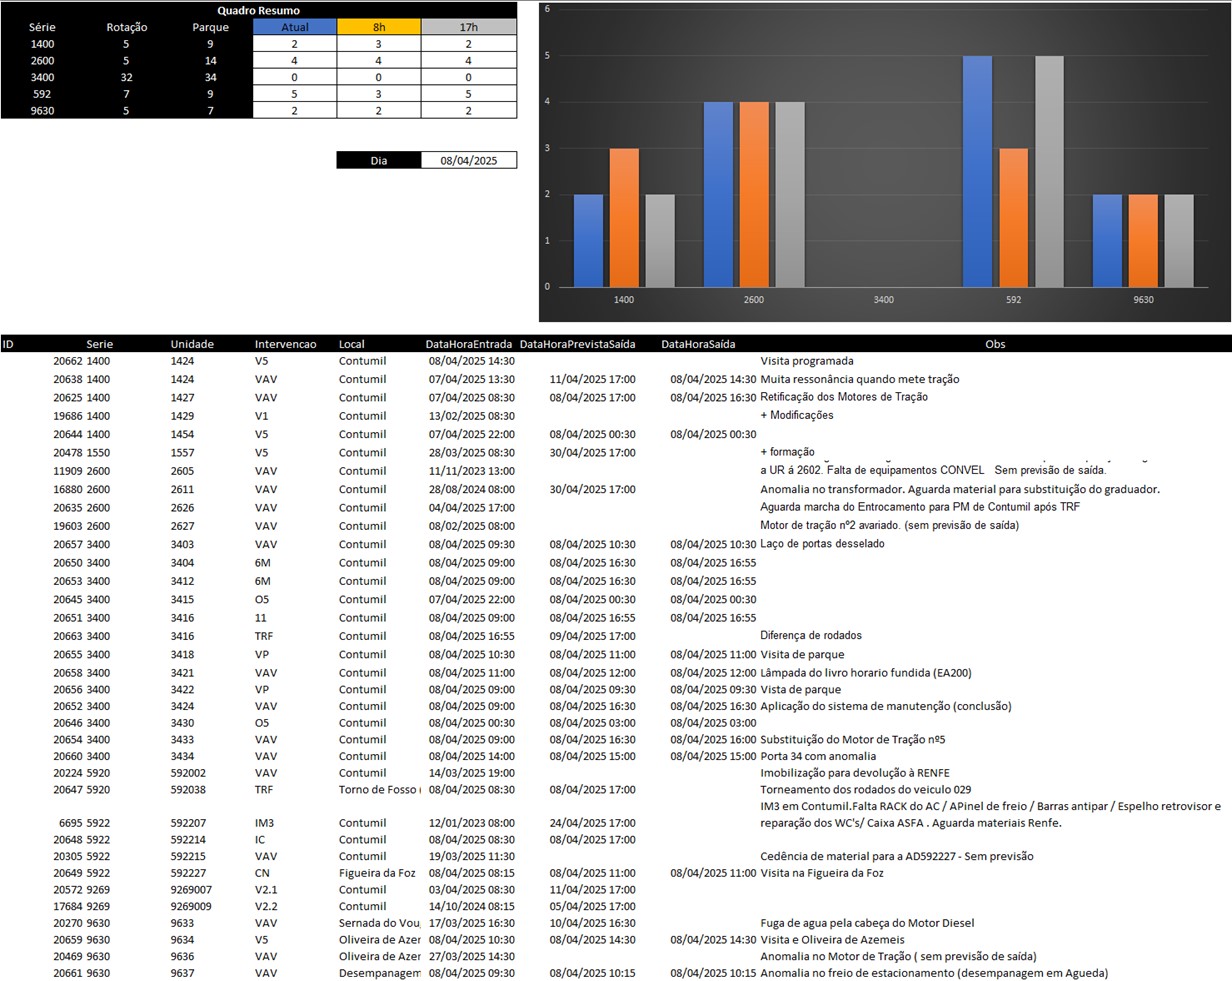 Quadro Resumo
Série Rotação Parque Atual 8h 17h
1400 5 9 2 3 2
2600 5 14 4 4 4
3400 32 34 0 0 0
592 7 9 5 3 5
9630 5 7 2 2 2
Dia 08/04/2025
6
5
4
3
2
1
0
1400 2600 3400 592 9630
ID Serie Unidade Intervencao Local DataHoraEntrada DataHoraPrevistaSaída DataHoraSaída Obs
20662 1400 1424 V5 Contumil 08/04/2025 14:30 Visita programada
20638 1400 1424 VAV Contumil 07/04/2025 13:30 11/04/2025 17:00 08/04/2025 14:30 Muita ressonância quando mete tração
20625 1400 1427 VAV Contumil 07/04/2025 08:30 08/04/2025 17:00 08/04/2025 16:30 Retificação dos Motores de Tração
19686 1400 1429 V1 Contumil 13/02/2025 08:30 + Modificações
20644 1400 1454 V5 Contumil 07/04/2025 22:00 08/04/2025 00:30 08/04/2025 00:30
20478 1550 1557 V5 Contumil 28/03/2025 08:30 30/04/2025 17:00 + formação
11909 2600 2605 VAV Contumil 11/11/2023 13:00 a UR á 2602. Falta de equipamentos CONVEL Sem previsão de saída.
16880 2600 2611 VAV Contumil 28/08/2024 08:00 30/04/2025 17:00 Anomalia no transformador. Aguarda material para substituição do graduador.
20635 2600 2626 VAV Contumil 04/04/2025 17:00 Aguarda marcha do Entrocamento para PM de Contumil após TRF
19603 2600 2627 VAV Contumil 08/02/2025 08:00 Motor de tração nº2 avariado. (sem previsão de saída)
20657 3400 3403 VAV Contumil 08/04/2025 09:30 08/04/2025 10:30 08/04/2025 10:30 Laço de portas desselado
20650 3400 3404 6M Contumil 08/04/2025 09:00 08/04/2025 16:30 08/04/2025 16:55
20653 3400 3412 6M Contumil 08/04/2025 09:00 08/04/2025 16:30 08/04/2025 16:55
20645 3400 3415 O5 Contumil 07/04/2025 22:00 08/04/2025 00:30 08/04/2025 00:30
20651 3400 3416 11 Contumil 08/04/2025 09:00 08/04/2025 16:55 08/04/2025 16:55
20663 3400 3416 TRF Contumil 08/04/2025 16:55 09/04/2025 17:00 Diferença de rodados
20655 3400 3418 VP Contumil 08/04/2025 10:30 08/04/2025 11:00 08/04/2025 11:00 Visita de parque
20658 3400 3421 VAV Contumil 08/04/2025 11:00 08/04/2025 12:00 08/04/2025 12:00 Lâmpada do livro horario fundida (EA200)
20656 3400 3422 VP Contumil 08/04/2025 09:00 08/04/2025 09:30 08/04/2025 09:30 Vista de parque
20652 3400 3424 VAV Contumil 08/04/2025 09:00 08/04/2025 16:30 08/04/2025 16:30 Aplicação do sistema de manutenção (conclusão)
20646 3400 3430 O5 Contumil 08/04/2025 00:30 08/04/2025 03:00 08/04/2025 03:00
20654 3400 3433 VAV Contumil 08/04/2025 09:00 08/04/2025 16:30 08/04/2025 16:00 Substituição do Motor de Tração nº5
20660 3400 3434 VAV Contumil 08/04/2025 14:00 08/04/2025 15:00 08/04/2025 15:00 Porta 34 com anomalia
20224 5920 592002 VAV Contumil 14/03/2025 19:00 Imobilização para devolução à RENFE
20647 5920 592038 TRF Torno de Fosso ( 08/04/2025 08:30 08/04/2025 17:00 Torneamento dos rodados do veiculo 029
IM3 em Contumil.Falta RACK do AC / APinel de freio / Barras antipar / Espelho retrovisor e
6695 5922 592207 IM3 Contumil 12/01/2023 08:00 24/04/2025 17:00 reparação dos WC's/ Caixa ASFA . Aguarda materiais Renfe.
20648 5922 592214 IC Contumil 08/04/2025 08:30 08/04/2025 17:00
20305 5922 592215 VAV Contumil 19/03/2025 11:30 Cedência de material para a AD592227 - Sem previsão
20649 5922 592227 CN Figueira da Foz 08/04/2025 08:15 08/04/2025 11:00 08/04/2025 11:00 Visita na Figueira da Foz
20572 9269 9269007 V2.1 Contumil 03/04/2025 08:30 11/04/2025 17:00
17684 9269 9269009 V2.2 Contumil 14/10/2024 08:15 05/04/2025 17:00
20270 9630 9633 VAV Sernada do Vou 17/03/2025 16:30 10/04/2025 16:30 Fuga de agua pela cabeça do Motor Diesel
20659 9630 9634 V5 Oliveira de Azer 08/04/2025 10:30 08/04/2025 14:30 08/04/2025 14:30 Visita e Oliveira de Azemeis
20469 9630 9636 VAV Oliveira de Azer 27/03/2025 14:30 Anomalia no Motor de Tração ( sem previsão de saída)
20661 9630 9637 VAV Desempanagem 08/04/2025 09:30 08/04/2025 10:15 08/04/2025 10:15 Anomalia no freio de estacionamento (desempanagem em Agueda)